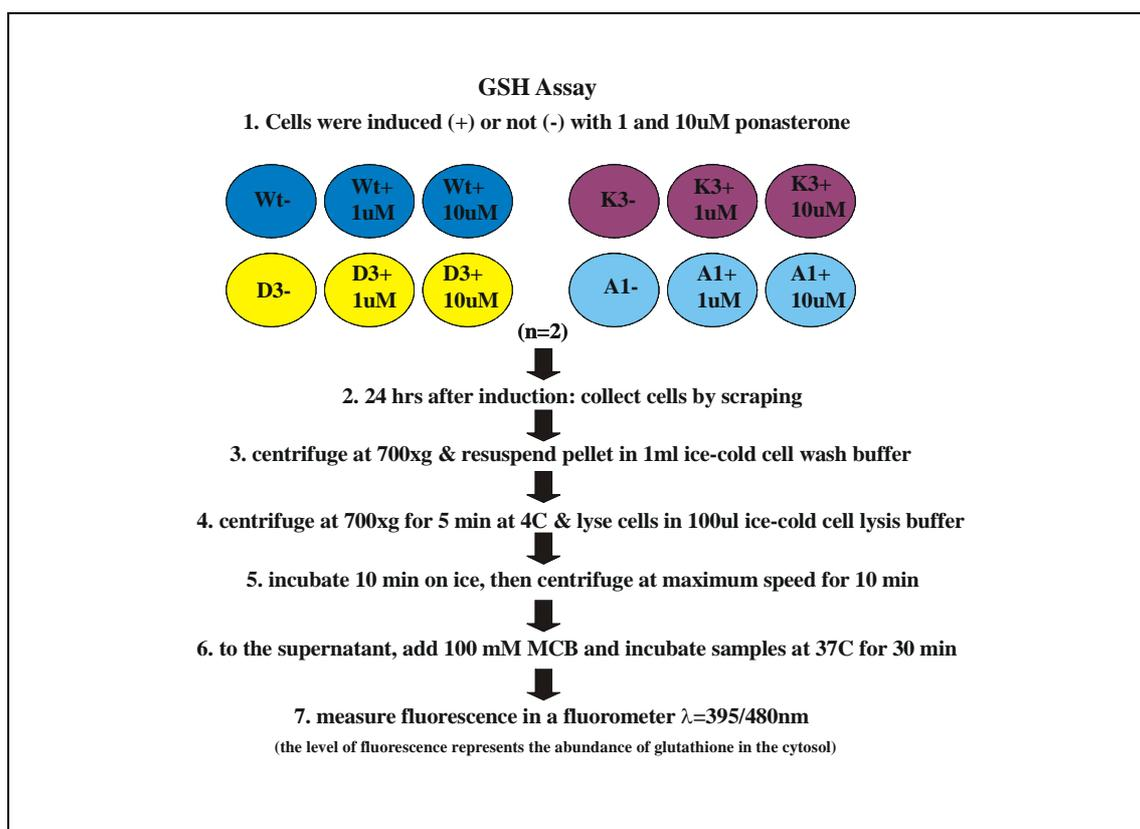 GSH Assay
1. Cells were induced (+) or not (-) with 1 and 10uM ponasterone
Wt-
Wt+
1uM
Wt+
10uM
K3-
K3+
1uM
K3+
10uM
D3-
D3+
1uM
D3+
10uM
A1-
A1+
1uM
A1+
10uM
(n=2)
2. 24 hrs after induction: collect cells by scraping
3. centrifuge at 700xg & resuspend pellet in 1ml ice-cold cell wash buffer
4. centrifuge at 700xg for 5 min at 4C & lyse cells in 100ul ice-cold cell lysis buffer
5. incubate 10 min on ice, then centrifuge at maximum speed for 10 min
6. to the supernatant, add 100 mM MCB and incubate samples at 37C for 30 min
7. measure fluorescence in a fluorometer λ=395/480nm
(the level of fluorescence represents the abundance of glutathione in the cytosol)